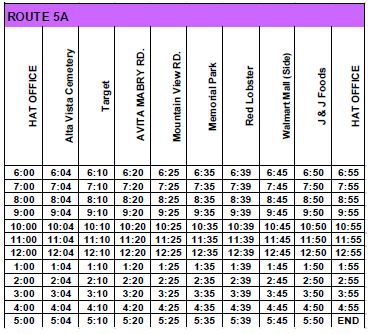 ROUTE 5A
HAT OFFICE Alta Vista Cemetery Target AVITA MABRY RD. Mountain View RD. Memorial Park Red Lobster Walmart Mall (Side) J & J Foods HAT OFFICE
6:00 6:04 6:10 6:20 6:25 6:35 6:39 6:45 6:50 6:55
7:00 7:04 7:10 7:20 7:25 7:35 7:39 7:45 7:50 7:55
8:00 8:04 8:10 8:20 8:25 8:35 8:39 8:45 8:50 8:55
9:00 9:04 9:10 9:20 9:25 9:35 9:39 9:45 9:50 9:55
10:00 10:04 10:10 10:20 10:25 10:35 10:39 10:45 10:50 10:55
11:00 11:04 11:10 11:20 11:25 11:35 11:39 11:45 11:50 11:55
12:00 12:04 12:10 12:20 12:25 12:35 12:39 12:45 12:50 12:55
1:00 1:04 1:10 1:20 1:25 1:35 1:39 1:45 1:50 1:55
2:00 2:04 2:10 2:20 2:25 2:35 2:39 2:45 2:50 2:55
3:00 3:04 3:10 3:20 3:25 3:35 3:39 3:45 3:50 3:55
4:00 4:04 4:10 4:20 4:25 4:35 4:39 4:45 4:50 4:55
5:00 5:04 5:10 5:20 5:25 5:35 5:39 5:45 5:50 END